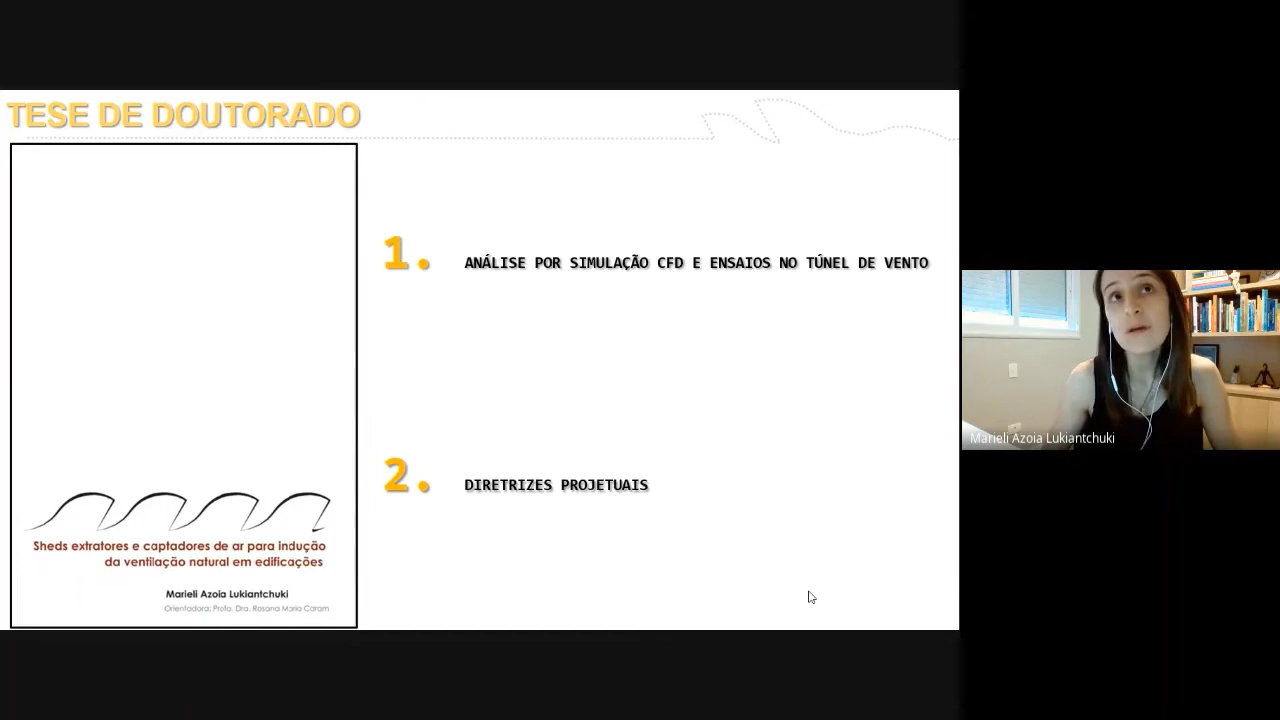 TESE DE DOUTORADO
1. ANÁLISE POR SIMULAÇÃO CFD E ENSAIOS NO TÚNEL DE VENTO
2. DIRETRIZES PROJETUAIS
Sheds extratores e captadores de ar para indução
da ventilação natural em edificações
Marieli Azoia Lukiantchuki
Orientadora: Profa. Dra. Rosana Maria Caram
Marieli Azoia Lukiantchuki